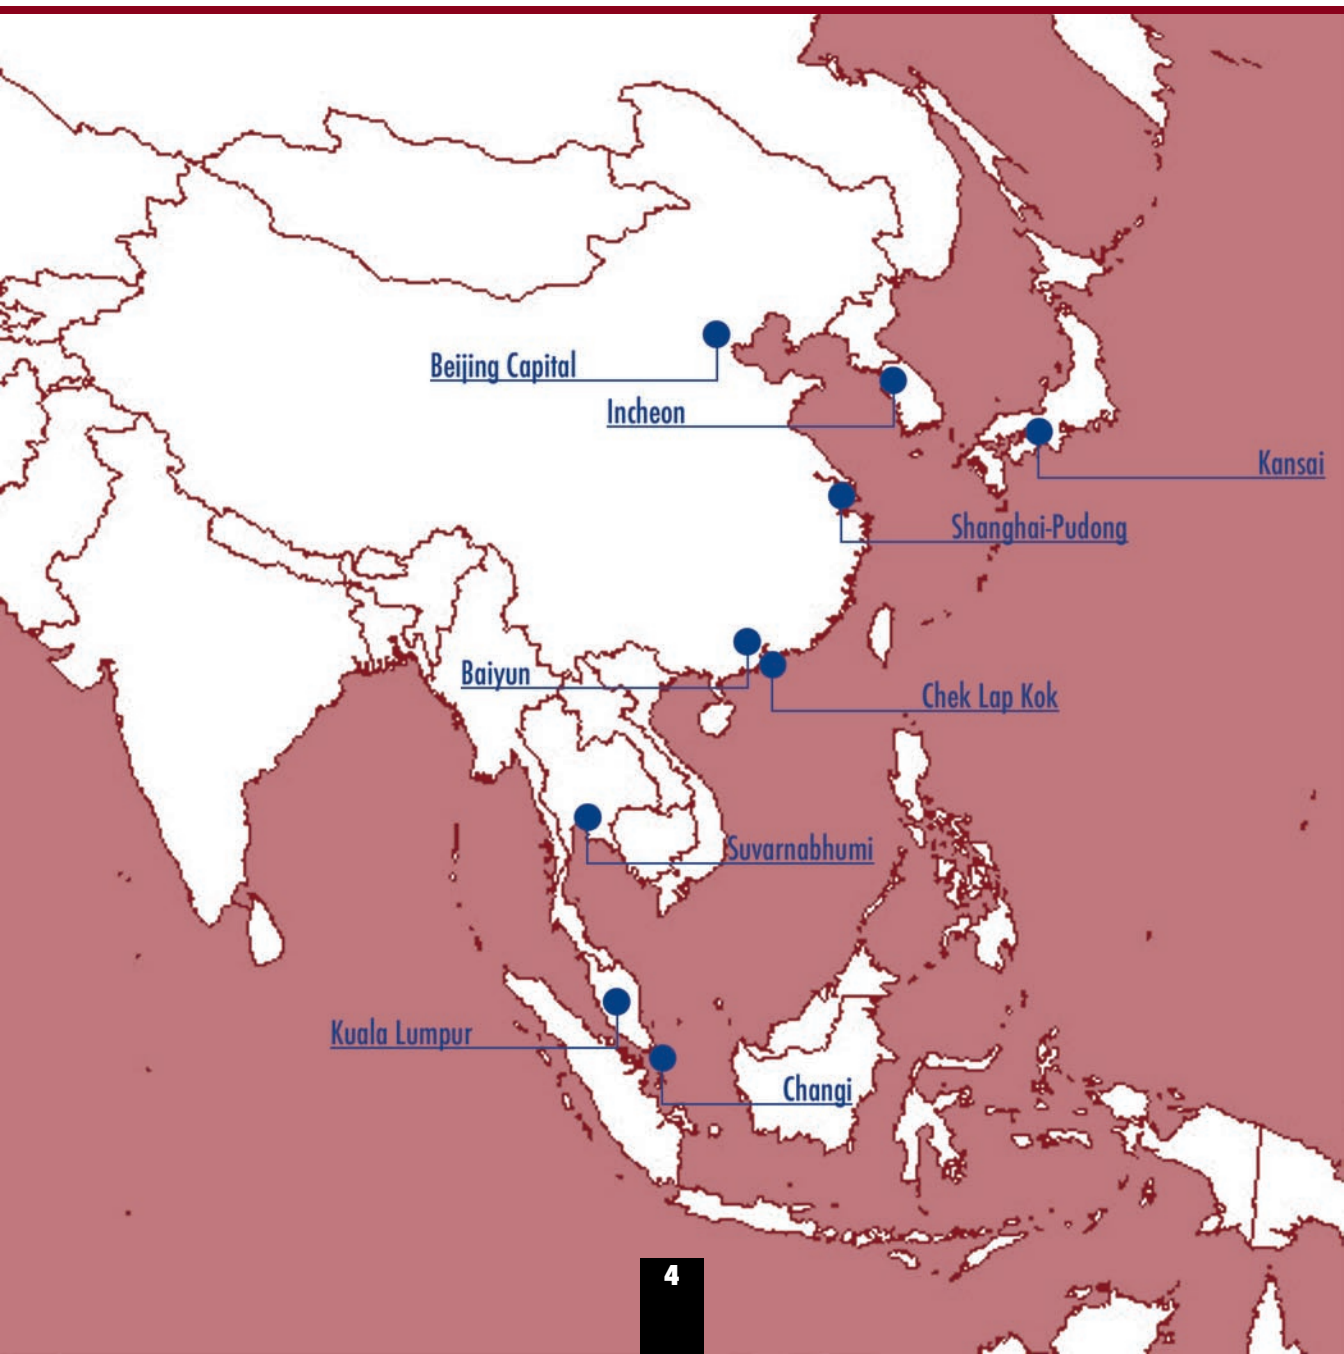 Beijing Capital
Incheon
Kansai
Shanghai-Pudong
Baiyun
Chek Lap Kok
Suvarnabhumi
Kuala Lumpur
Changi
4